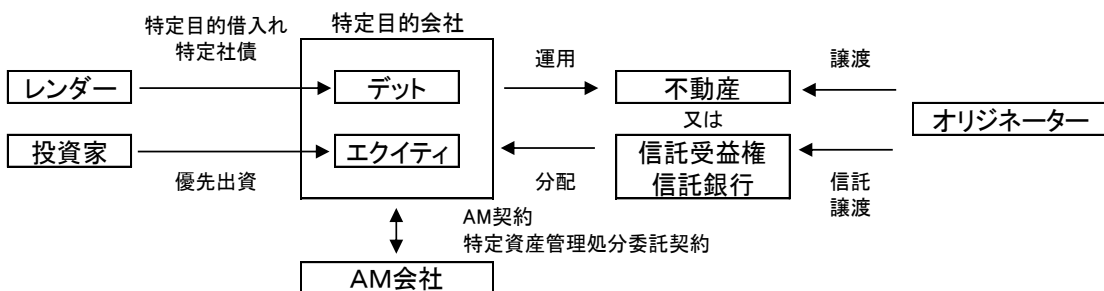 特定目的借入れ
特定社債
特定目的会社
レンダー
デット
運用
不動産
譲渡
又は
オリジネーター
投資家
エクイティ
信託受益権
信託銀行
優先出資
分配
信託
譲渡
AM契約
特定資産管理処分委託契約
AM会社